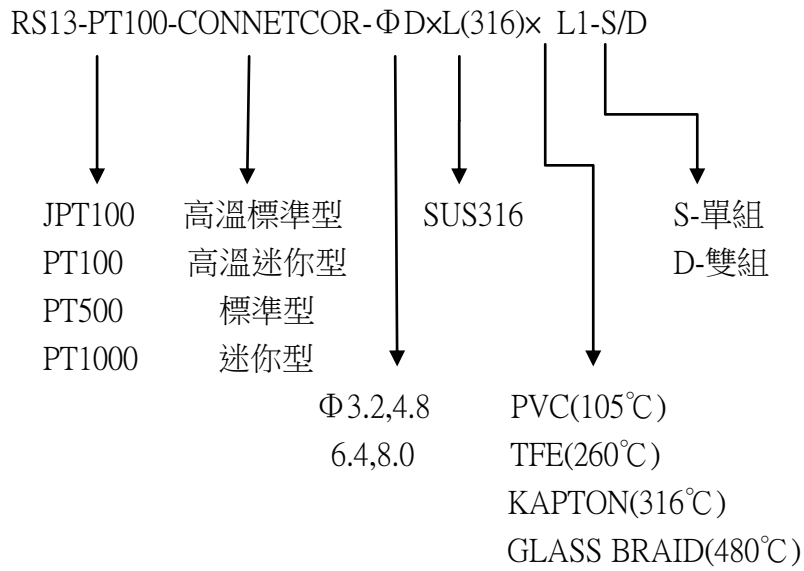 RS13-PT100-CONNETCOR-ΦD×L(316)× L1-S/D
JPT100 高溫標準型 SUS316 S-單組
PT100 高溫迷你型 D-雙組
PT500 標準型
PT1000 迷你型
Φ3.2,4.8 PVC(105℃)
6.4,8.0 TFE(260℃)
KAPTON(316℃)
GLASS BRAID(480℃)